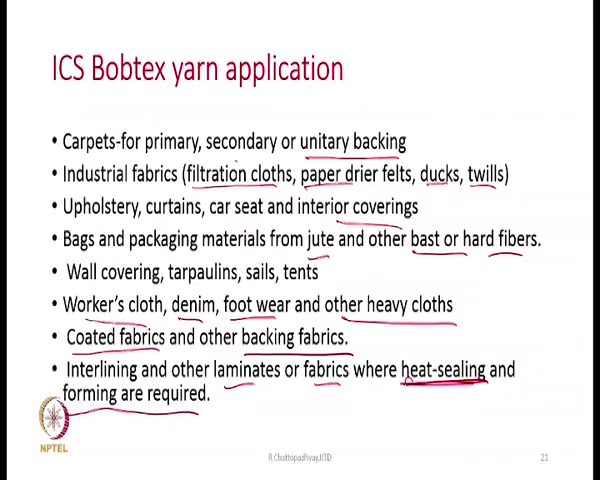 ICS Bobtex yarn application
• Carpets-for primary, secondary or unitary backing
• Industrial fabrics (filtration cloths, paper drier felts, ducks, twills)
• Upholstery, curtains, car seat and interior coverings
• Bags and packaging materials from jute and other bast or hard fibers.
• Wall covering, tarpaulins, sails, tents
• Worker's cloth, denim, foot wear and other heavy cloths
• Coated fabrics and other backing fabrics.
• Interlining and other laminates or fabrics where heat-sealing and
forming are required.
NPTEL
R.Chattopadhyay,IITD
21